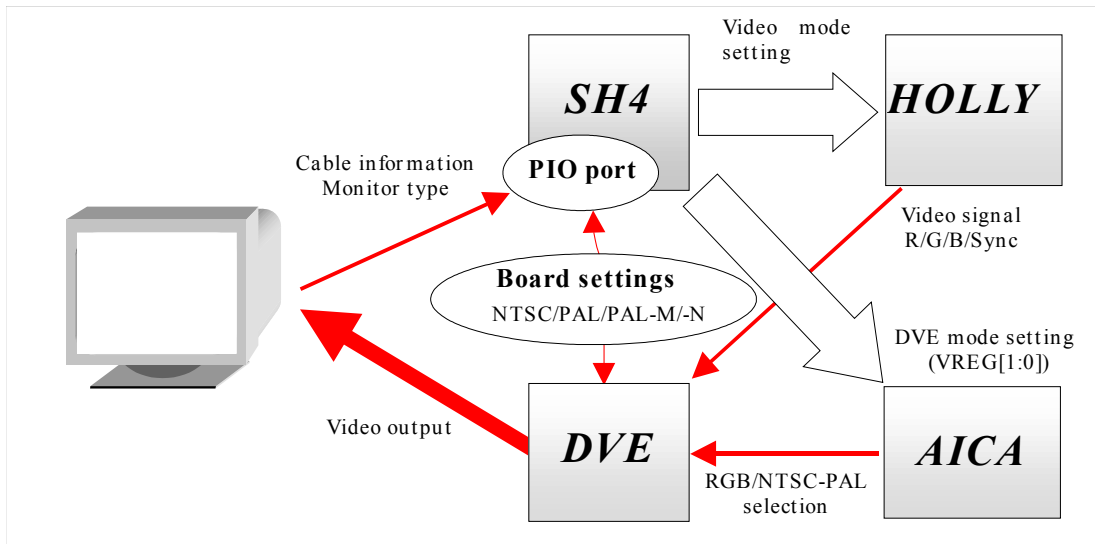 Video mode
setting
SH4
HOLLY
PIO port
Cable information
Monitor type
Video signal
R/G/B/Sync
Board settings
NTSC/PAL/PAL-M/-N
DVE mode setting
(VREG[1:0])
Video output
DVE
AICA
RGB/NTSC-PAL
selection